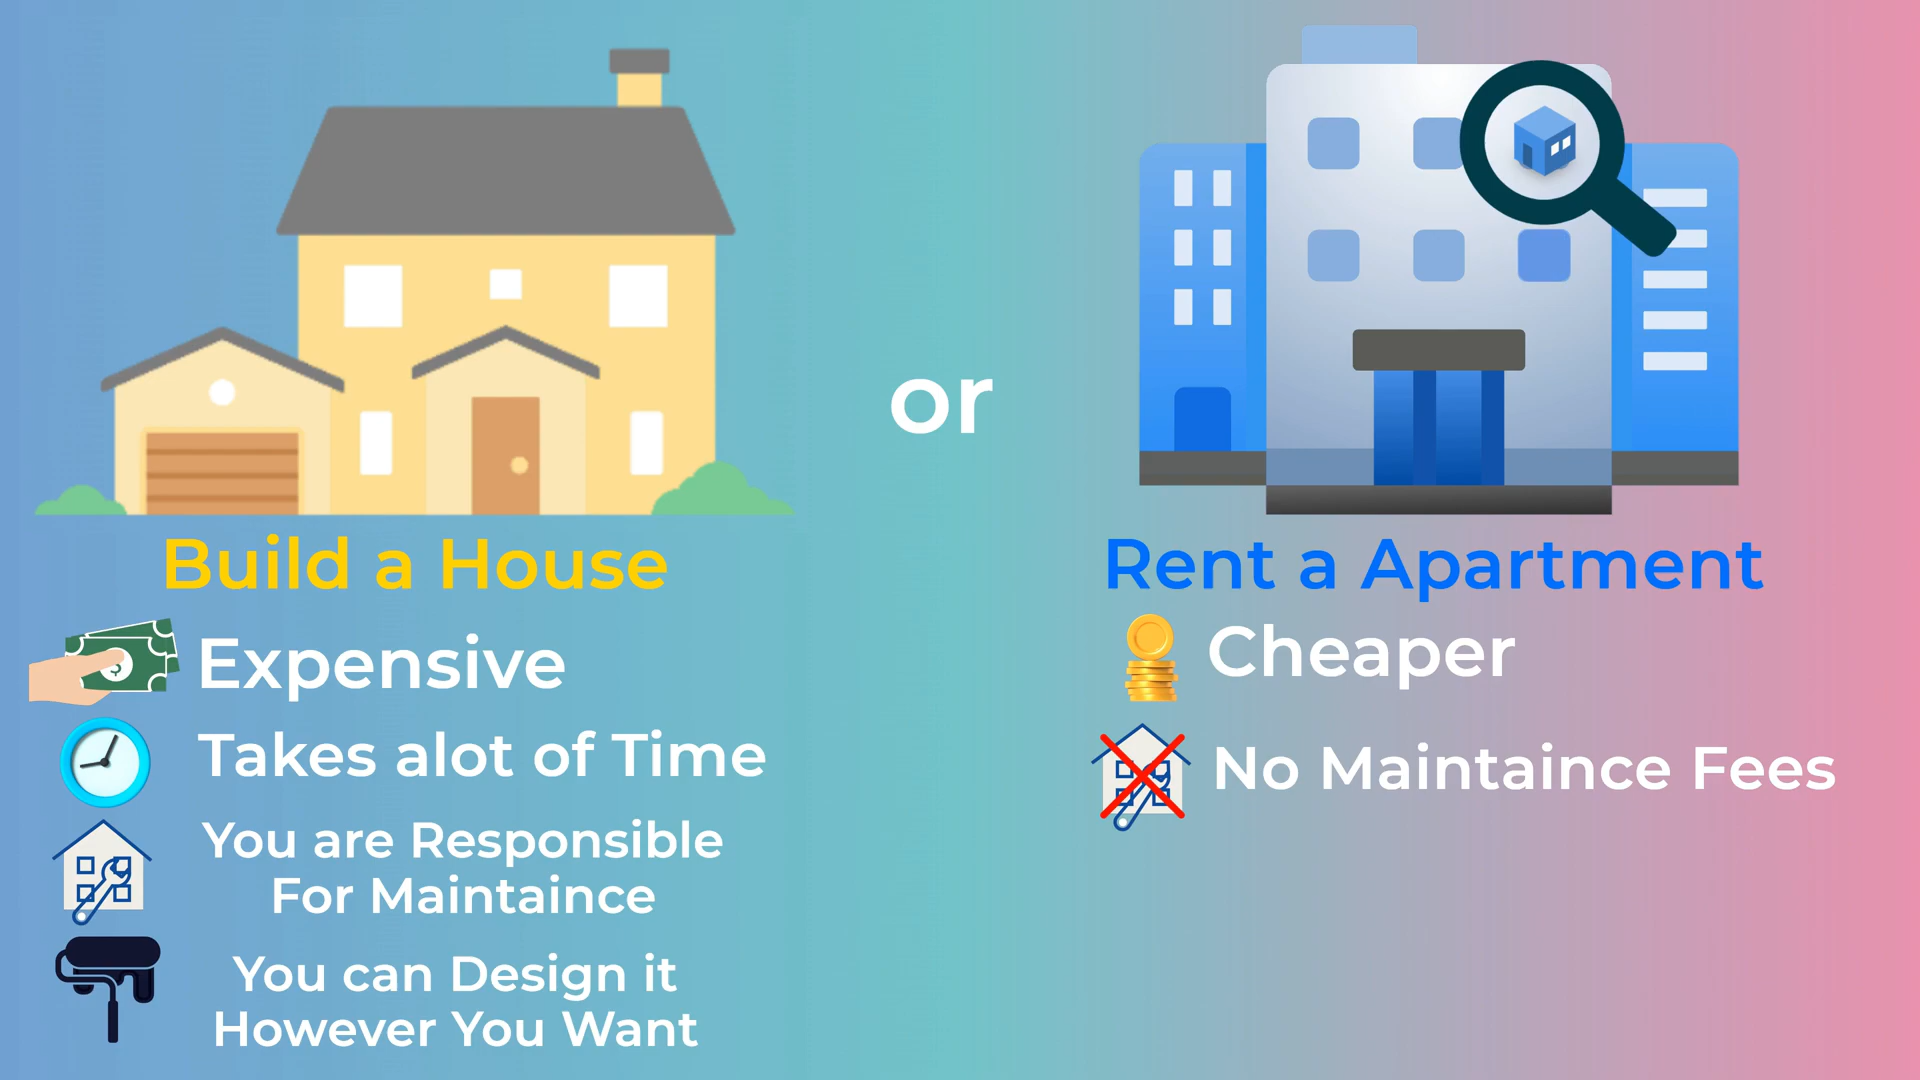 or
Build a House
Expensive
Takes alot of Time
You are Responsible
For Maintaince
You can Design it
However You Want
Rent a Apartment
Cheaper
No Maintaince Fees